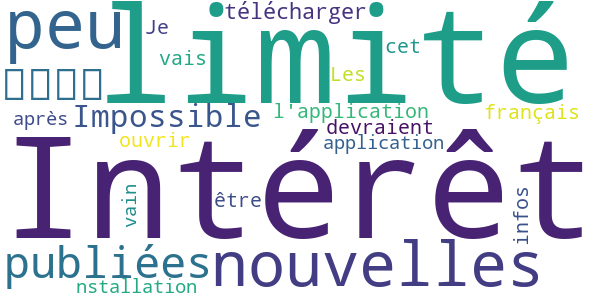 peu
Je
télécharger
vais
limité
Les
cet
après
Impossible
l'application
français
devraient
ouvrir
application
Intérêt
vain
être
infos
publiées
nouvelles
nstallation